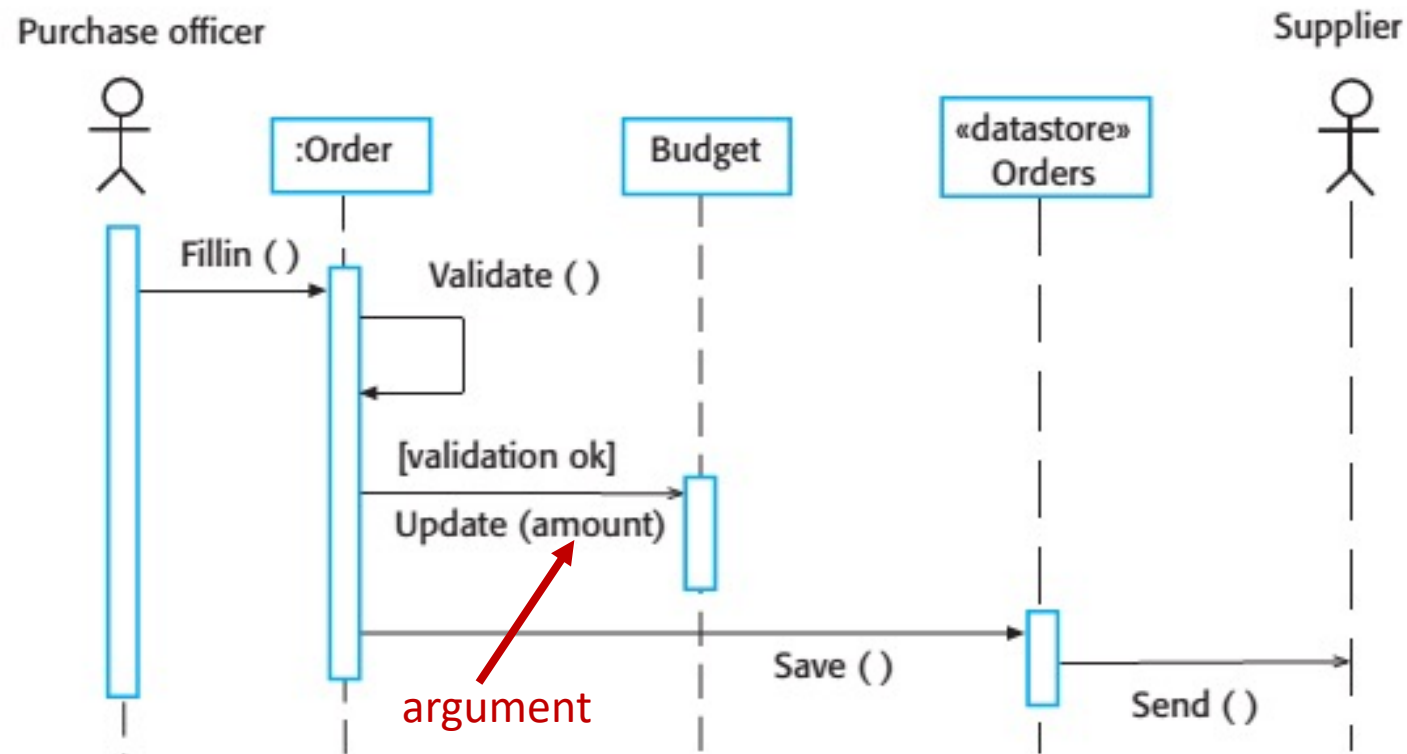 Purchase officer
Supplier
:Order
Budget
«datastore»
Orders
Fillin ( )
Validate ( )
[validation ok]
Update (amount)
argument
Save ( )
Send ( )